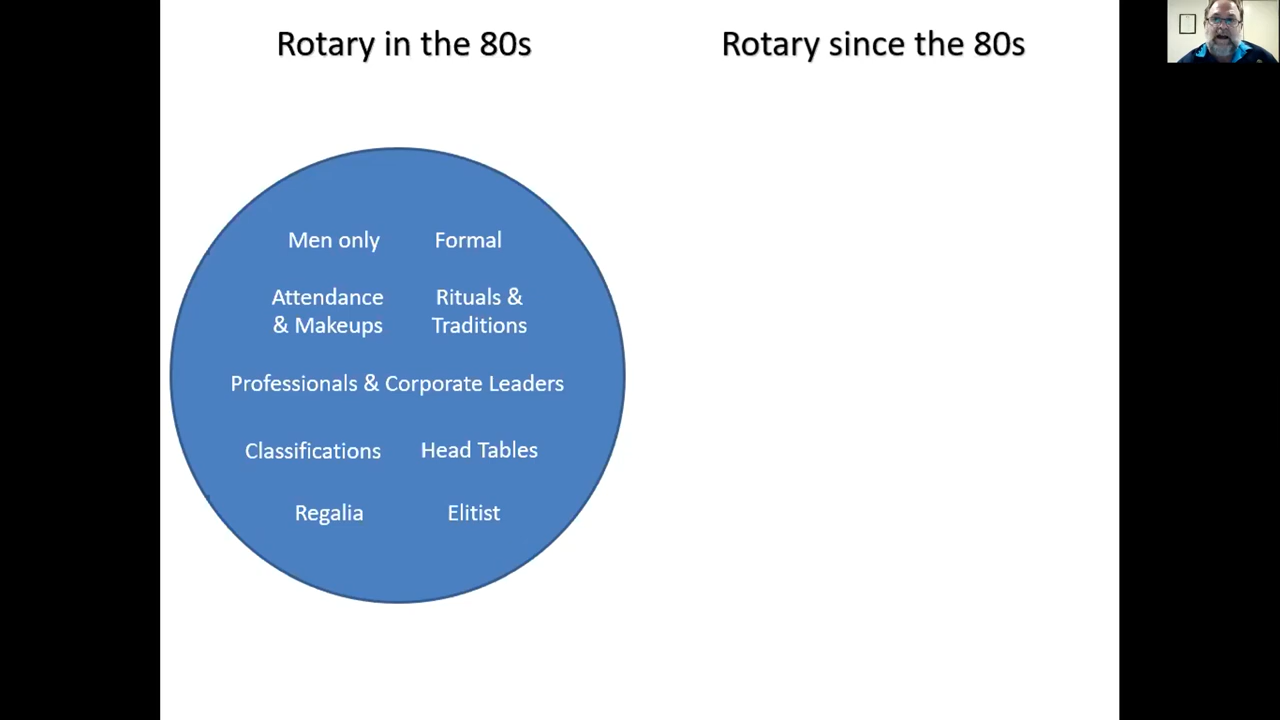 Rotary in the 80s
Rotary since the 80s
Men only
Formal
Attendance
& Makeups
Rituals &
Traditions
Professionals & Corporate Leaders
Classifications
Head Tables
Regalia
Elitist